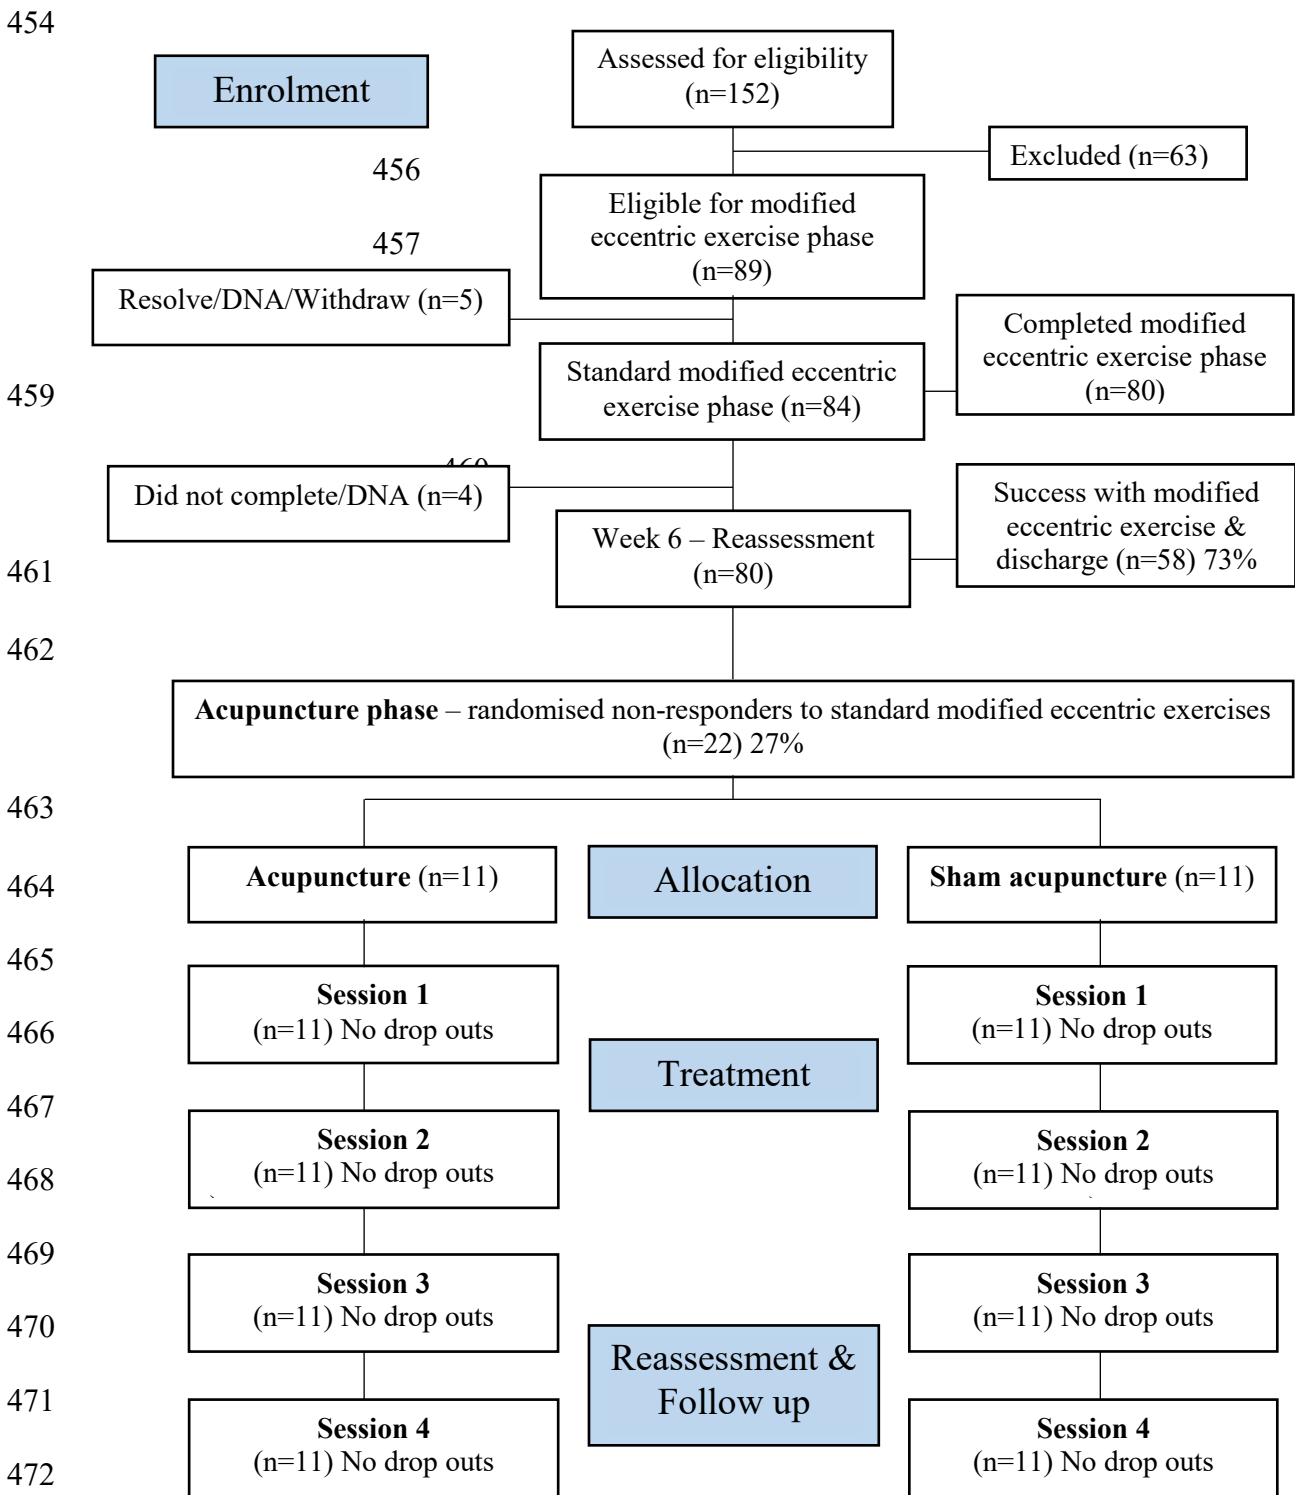 454
Assessed for eligibility
(n=152)
Enrolment
Excluded (n=63)
456
Eligible for modified
eccentric exercise phase
(n=89)
457
Resolve/DNA/Withdraw (n=5)
Completed modified
eccentric exercise phase
(n=80)
Standard modified eccentric
exercise phase (n=84)
459
460
Did not complete/DNA (n=4)
Success with modified
eccentric exercise &
discharge (n=58) 73%
Week 6 – Reassessment
(n=80)
461
462
Acupuncture phase – randomised non-responders to standard modified eccentric exercises
(n=22) 27%
463
Acupuncture (n=11)
Allocation
Sham acupuncture (n=11)
464
465
Session 1
(n=11) No drop outs
Session 1
(n=11) No drop outs
466
Treatment
467
Session 2
(n=11) No drop outs
Session 2
(n=11) No drop outs
468
469
Session 3
(n=11) No drop outs
Session 3
(n=11) No drop outs
470
Reassessment &
Follow up
471
Session 4
(n=11) No drop outs
Session 4
(n=11) No drop outs
472